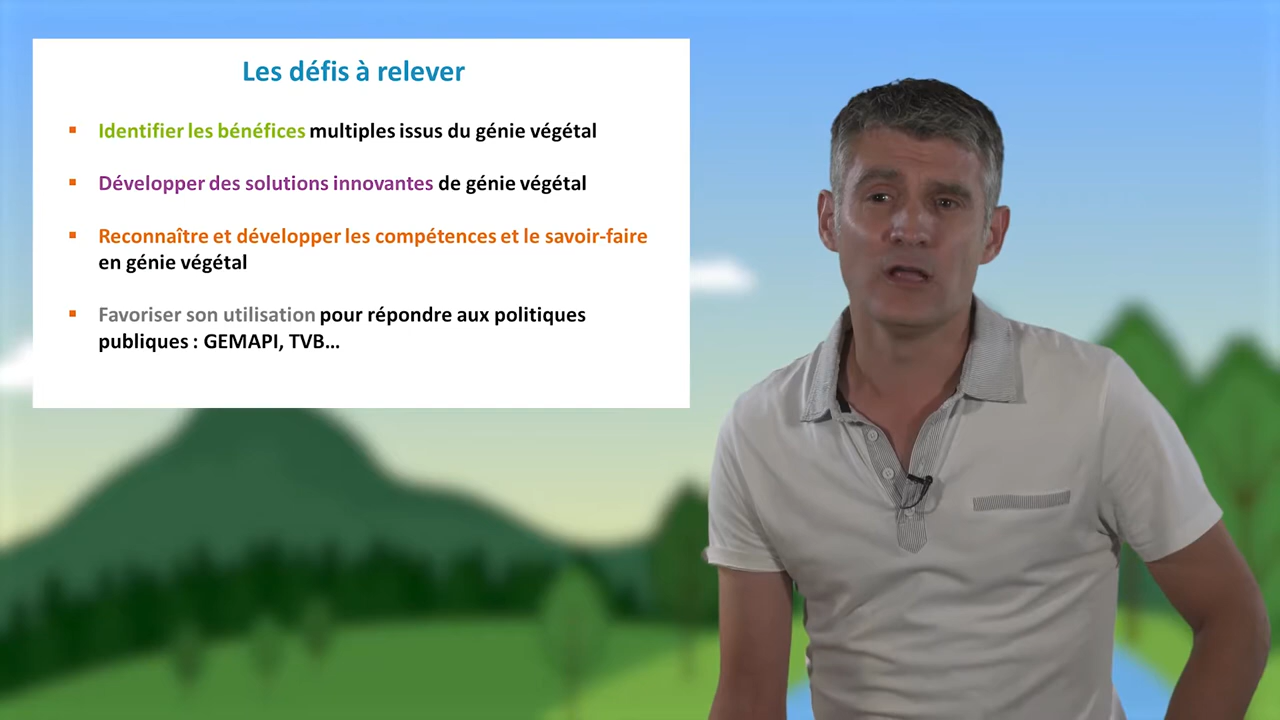 Les défis à relever
Identifier les bénéfices multiples issus du génie végétal
Développer des solutions innovantes de génie végétal
Reconnaître et développer les compétences et le savoir-faire
en génie végétal
Favoriser son utilisation pour répondre aux politiques
publiques : GEMAPI, TVB...